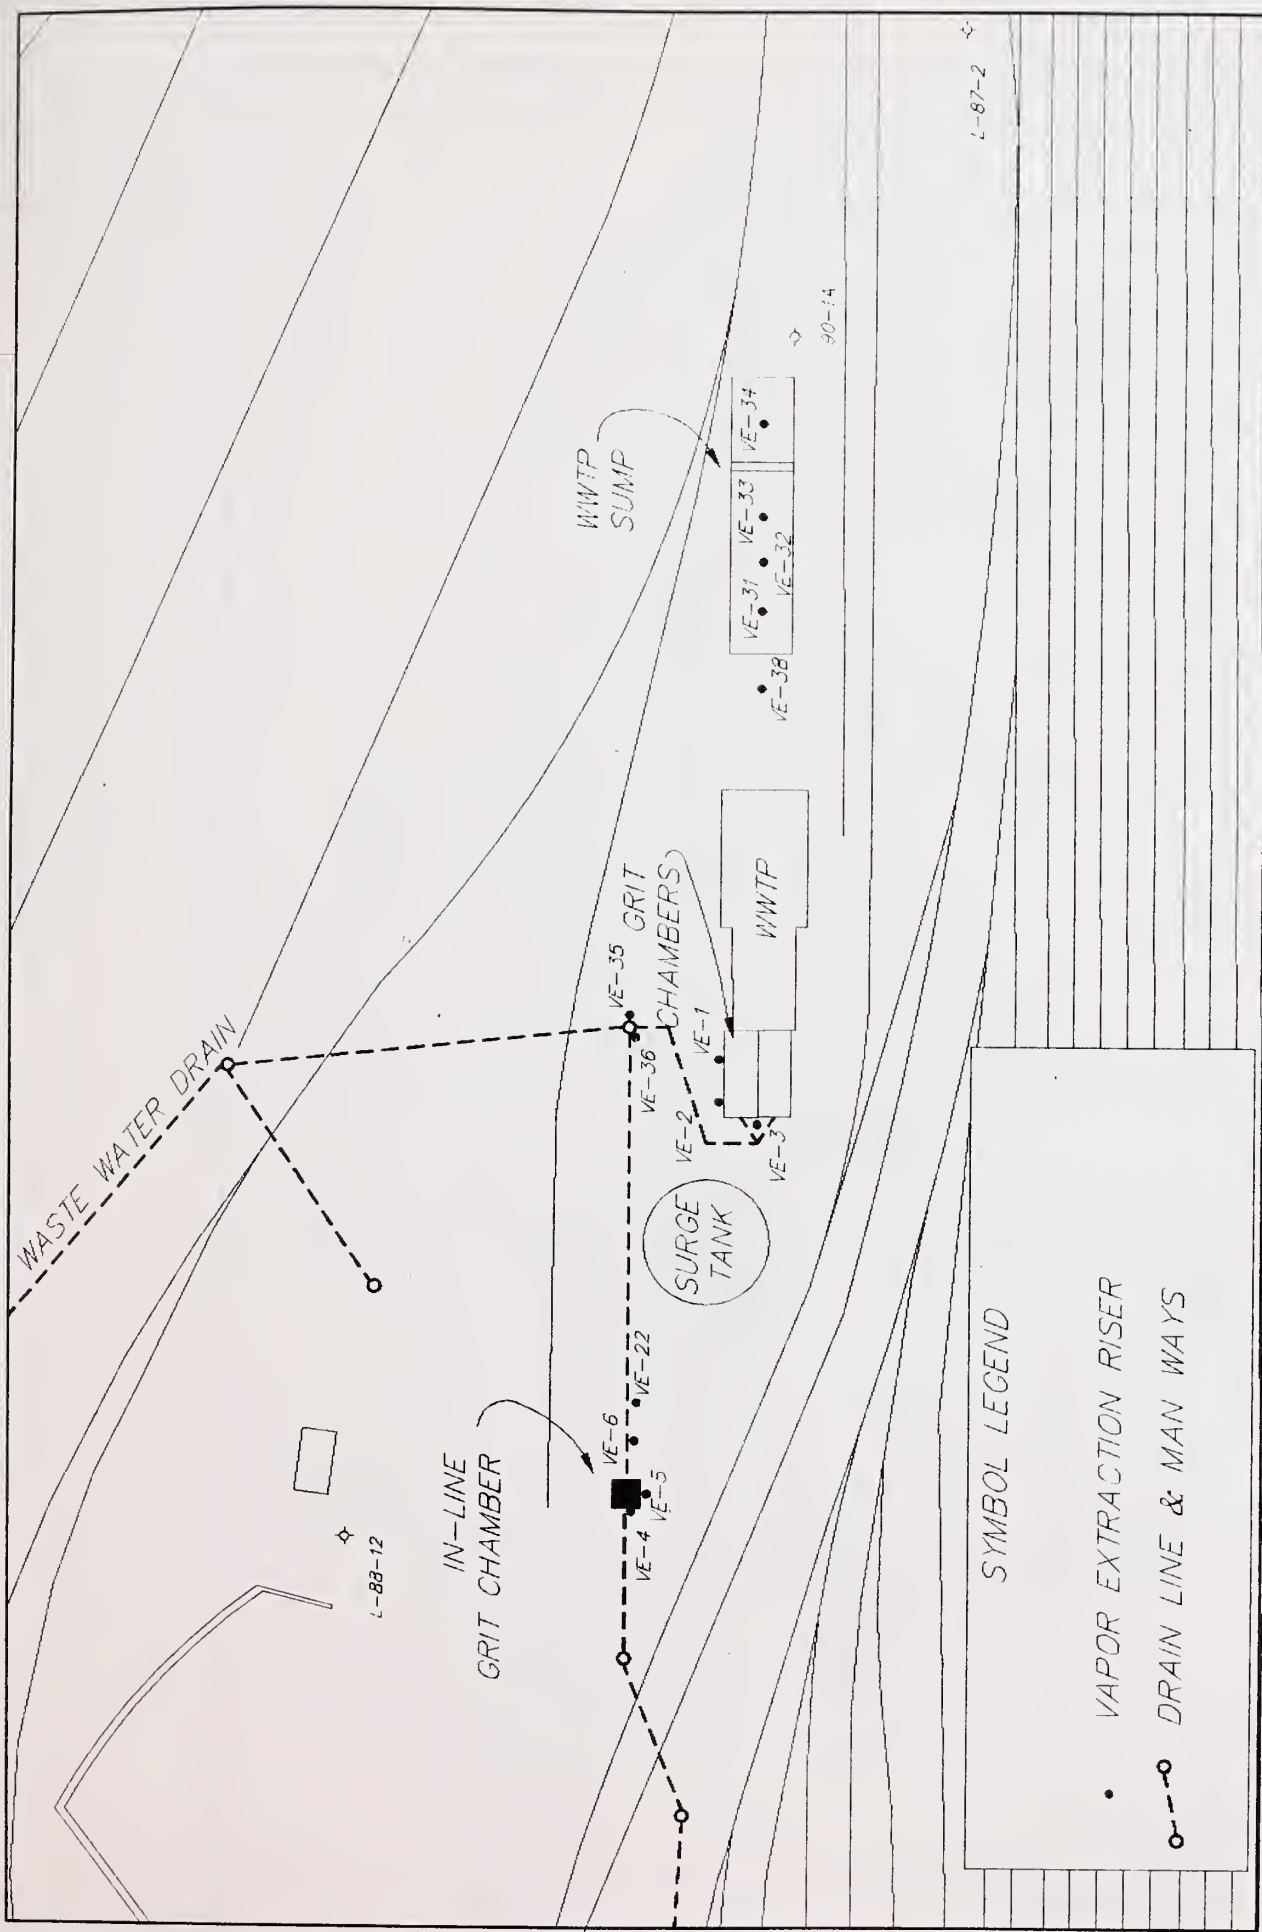 WASTE WATER DRAIN
IN-LINE
GRIT CHAMBER
L-88-12
VE-4
VE-5
VE-6
VE-22
SURGE
TANK
VE-36
VE-35
VE-2
VE-1
VE-3
GRIT
CHAMBERS
WWTP
WWTP
SUMP
VE-38
VE-31
VE-32
VE-33
VE-34
90-1A
L-87-2
SYMBOL LEGEND
VAPOR EXTRACTION RISER
DRAIN LINE & MAN WAYS